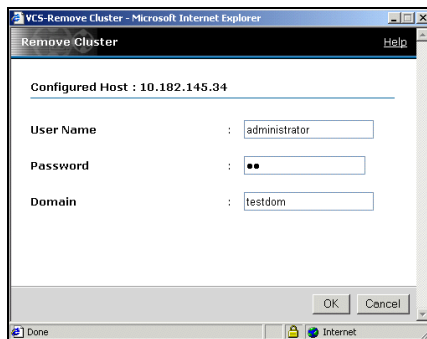 VCS-Remove Cluster - Microsoft Internet Explorer
Remove Cluster Help
Configured Host : 10.182.145.34
User Name : administrator
Password : ●●
Domain : testdom
OK Cancel
Done Internet